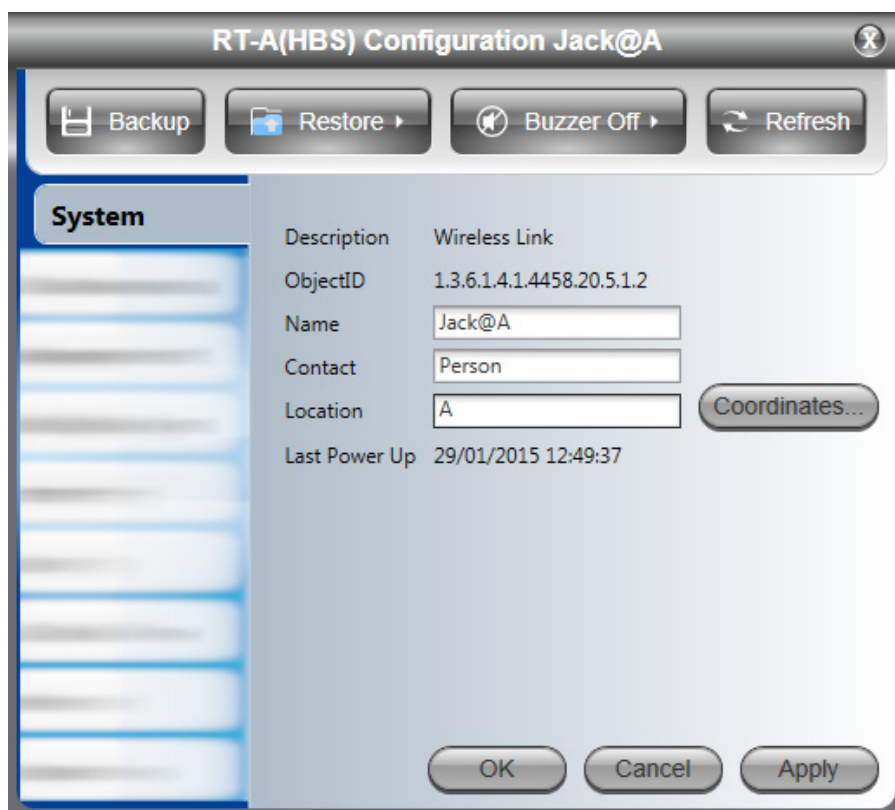 RT-A(HBS) Configuration Jack@A
Backup Restore Buzzer Off Refresh
System
Description Wireless Link
ObjectID 1.3.6.1.4.1.4458.20.5.1.2
Name Jack@A
Contact Person
Location A Coordinates...
Last Power Up 29/01/2015 12:49:37
OK Cancel Apply